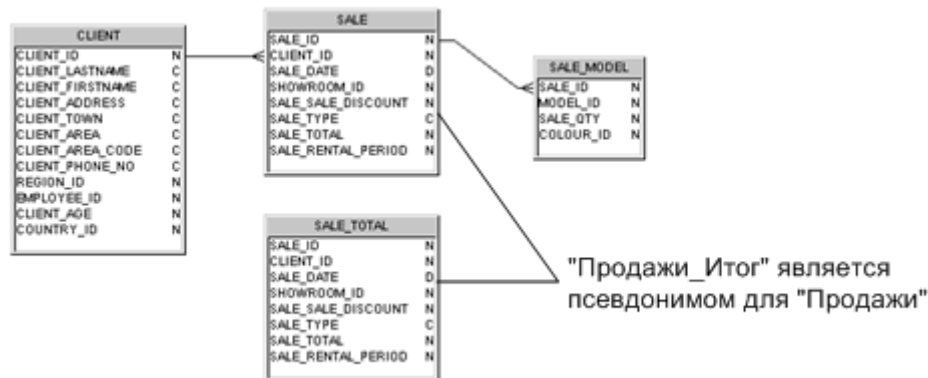 CLIENT
CLIENT_ID N
CLIENT_LASTNAME C
CLIENT_FIRSTNAME C
CLIENT_ADDRESS C
CLIENT_TOWN C
CLIENT_AREA C
CLIENT_AREA_CODE C
CLIENT_PHONE_NO C
REGION_ID N
EMPLOYEE_ID N
CLIENT_AGE N
COUNTRY_ID N
SALE
SALE_ID N
CLIENT_ID N
SALE_DATE D
SHOWROOM_ID N
SALE_SALE_DISCOUNT N
SALE_TYPE C
SALE_TOTAL N
SALE_RENTAL_PERIOD N
SALE_MODEL
SALE_ID N
MODEL_ID N
SALE_QTY N
COLOUR_ID N
SALE_TOTAL
SALE_ID N
CLIENT_ID N
SALE_DATE D
SHOWROOM_ID N
SALE_SALE_DISCOUNT N
SALE_TYPE C
SALE_TOTAL N
SALE_RENTAL_PERIOD N
"Продажи_Итог" является
псевдонимом для "Продажи"